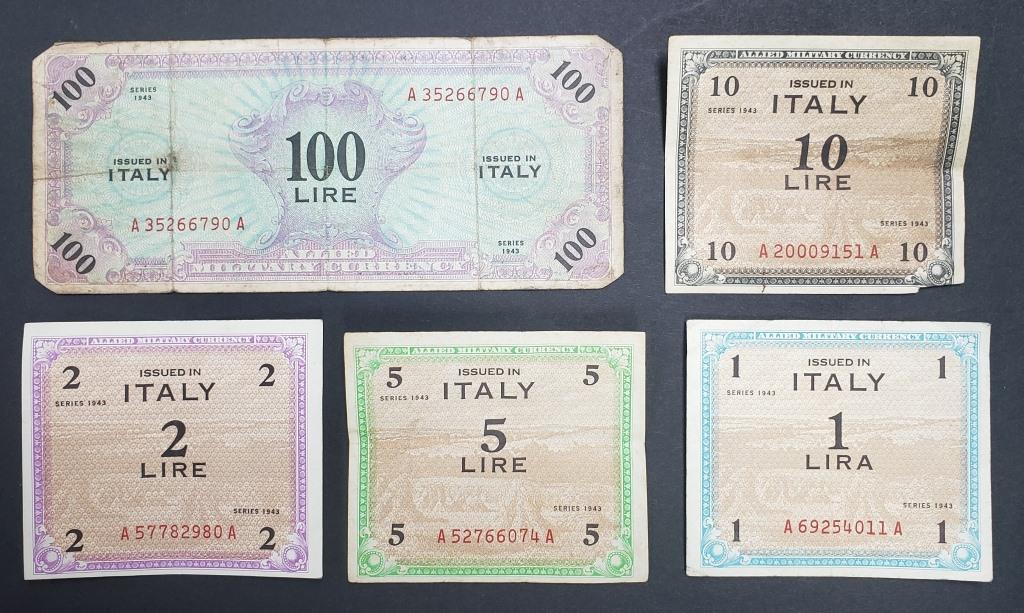 100
SERIES
1943
A 35266790 A
100
ISSUED IN
ITALY
100
LIRE
ISSUED IN
ITALY
A 35266790 A
100
SERIES
1943
100
ALLIED MILITARY CURRENCY
10
ISSUED IN
10
SERIES 1943
ITALY
10
LIRE
SERIES 1943
10
A 20009151 A
10
ALLIED MILITARY CURRENCY
2
ISSUED IN
2
SERIES 1943
ITALY
2
LIRE
SERIES 1943
2
A 57782980 A
2
ALLIED MILITARY CURRENCY
5
ISSUED IN
5
SERIES 1943
ITALY
5
LIRE
SERIES 1943
5
A 52766074 A
5
ALLIED MILITARY CURRENCY
1
ISSUED IN
1
SERIES 1943
ITALY
1
LIRA
SERIES 1943
1
A 69254011 A
1